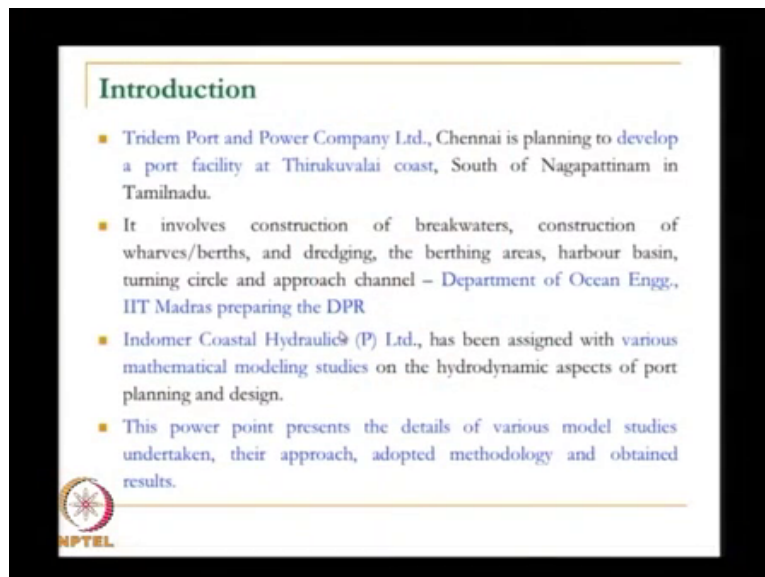 Introduction
Tridem Port and Power Company Ltd., Chennai is planning to develop
a port facility at Thirukuvalai coast, South of Nagapattinam in
Tamilnadu.
It involves construction of breakwaters, construction of
wharves/berths, and dredging, the berthing areas, harbour basin,
turning circle and approach channel – Department of Ocean Engg.,
IIT Madras preparing the DPR
Indomer Coastal Hydraulics (P) Ltd., has been assigned with various
mathematical modeling studies on the hydrodynamic aspects of port
planning and design.
This power point presents the details of various model studies
undertaken, their approach, adopted methodology and obtained
results.
NPTEL